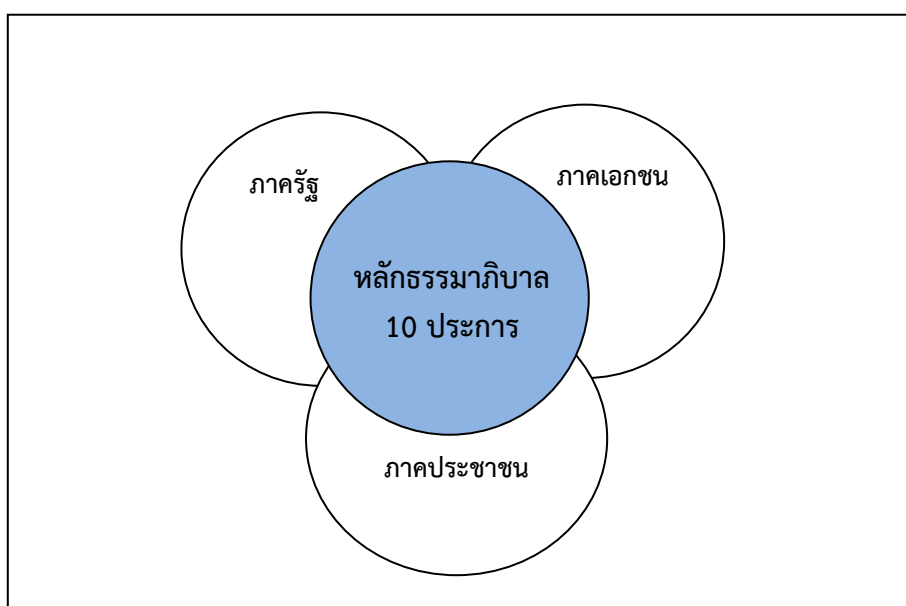 ภาครัฐ
ภาคเอกชน
หลักธรรมาภิบาล
10 ประการ
ภาคประชาชน